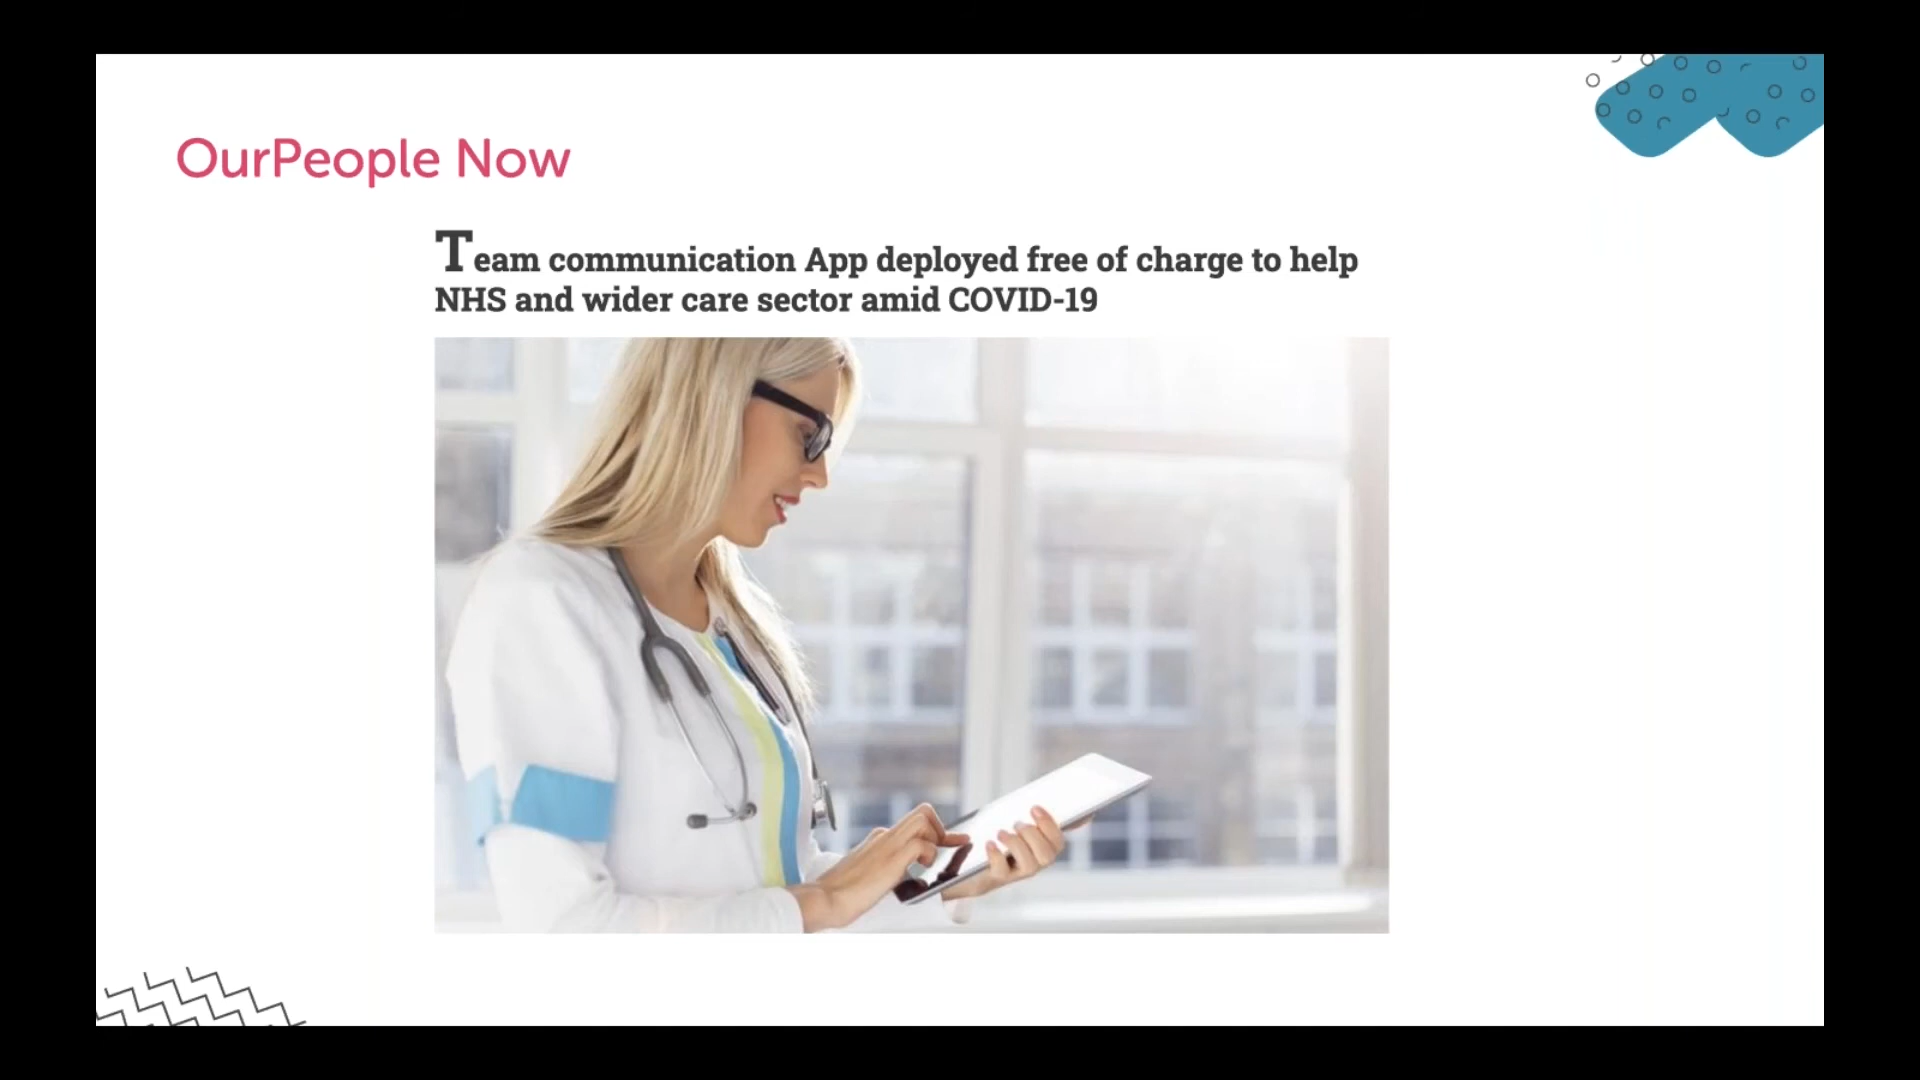 OurPeople Now
Team communication App deployed free of charge to help
NHS and wider care sector amid COVID-19